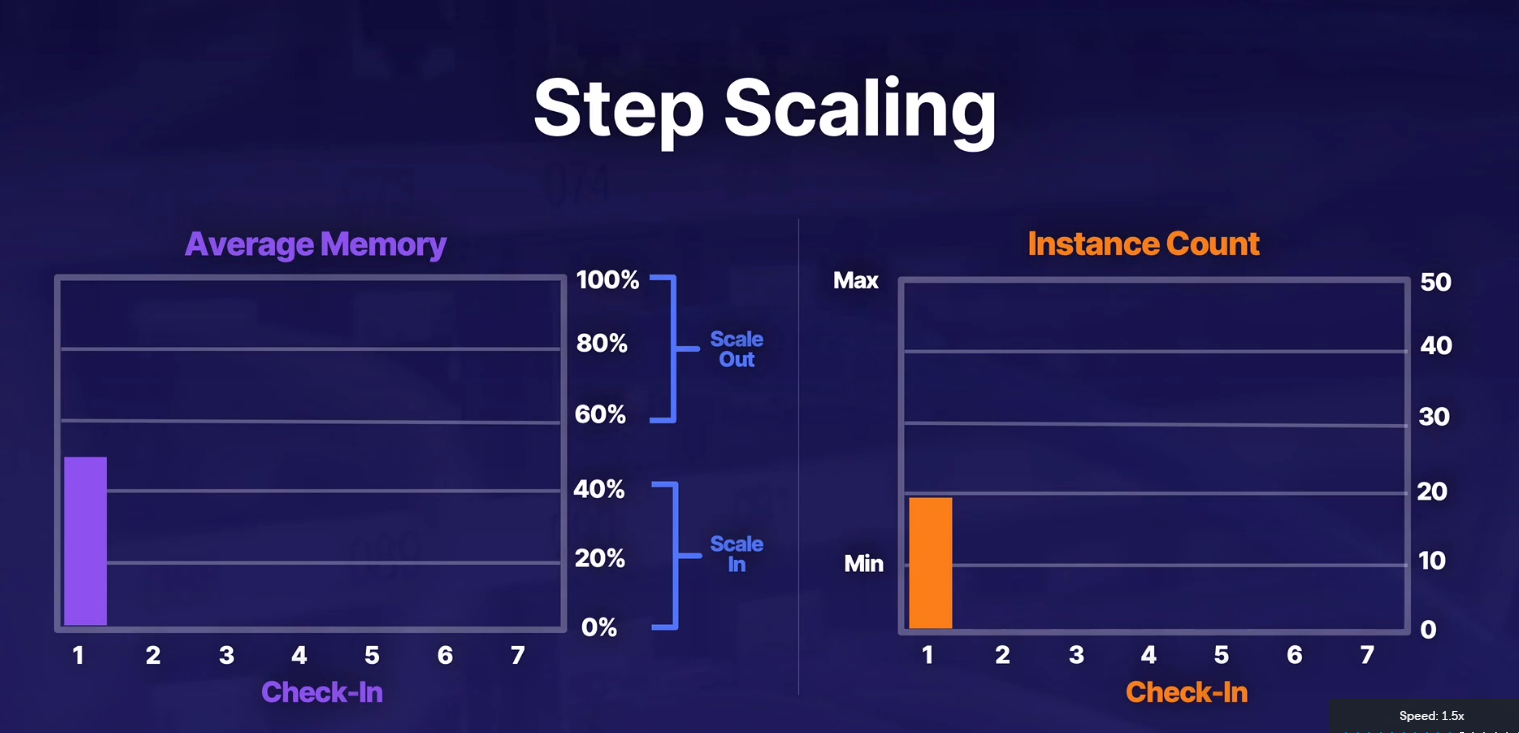 Step Scaling
Average Memory
100%
80%
60%
40%
20%
0%
Scale
Out
Scale
In
1 2 3 4 5 6 7
Check-In
Instance Count
Max
Min
50
40
30
20
10
0
1 2 3 4 5 6 7
Check-In
Speed: 1.5x